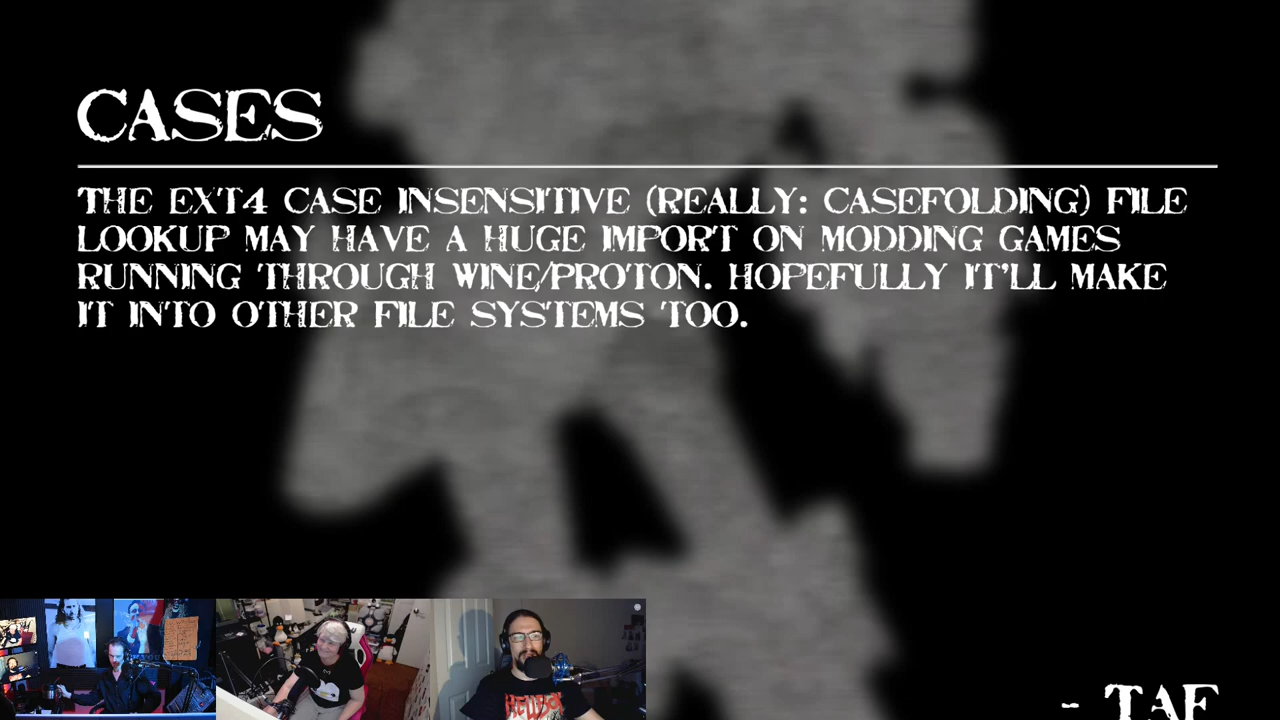 CASES
THE EXT4 CASE INSENSITIVE (REALLY: CASEFOLDING) FILE
LOOKUP MAY HAVE A HUGE IMPORT ON MODDING GAMES
RUNNING THROUGH WINE/PROTON. HOPEFULLY IT'LL MAKE
IT INTO OTHER FILE SYSTEMS TOO.
HELLBOY
- TAF